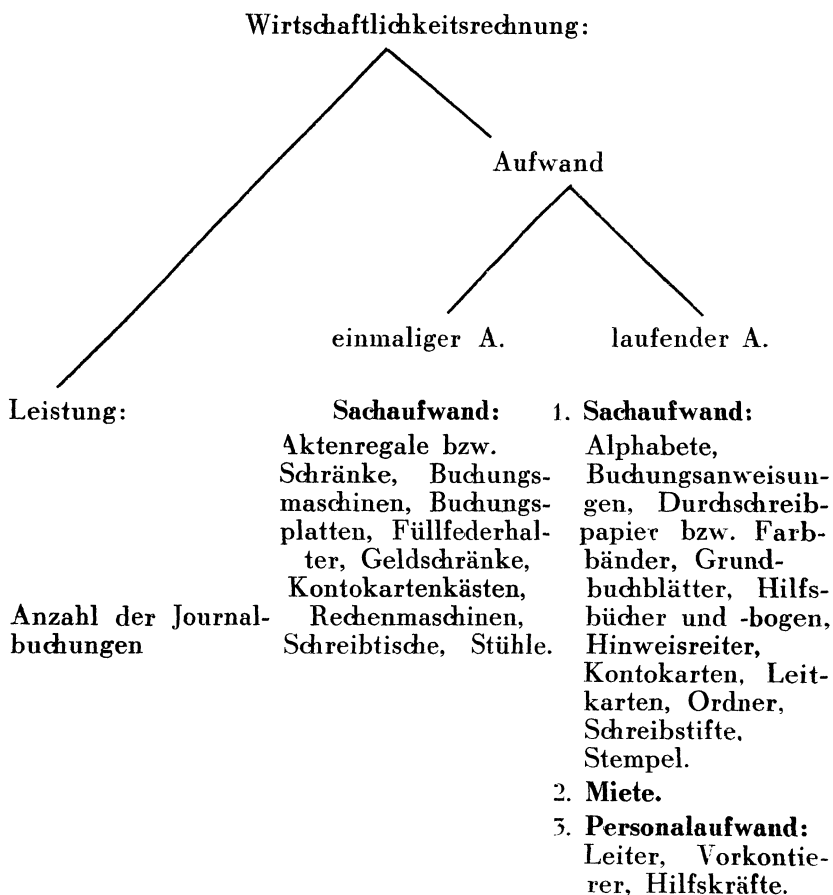 Wirtschaftlichkeitsrechnung:
Aufwand
einmaliger A.
laufender A.
Leistung:
Anzahl der Journal-
buchungen
Sachaufwand:
Aktenregale bzw.
Schränke, Buchungs-
maschinen, Buchungs-
platten, Füllfederhal-
ter, Geldschränke,
Kontokartenkästen,
Rechenmaschinen,
Schreibtische, Stühle.
1. Sachaufwand:
Alphabete,
Buchungsanweisun-
gen, Durchschreib-
papier bzw. Farb-
bänder, Grund-
buchblätter, Hilfs-
bücher und -bogen,
Hinweisreiter,
Kontokarten, Leit-
karten, Ordner,
Schreibstifte,
Stempel.
2. Miete.
3. Personalaufwand:
Leiter, Vorkontie-
rer, Hilfskräfte.